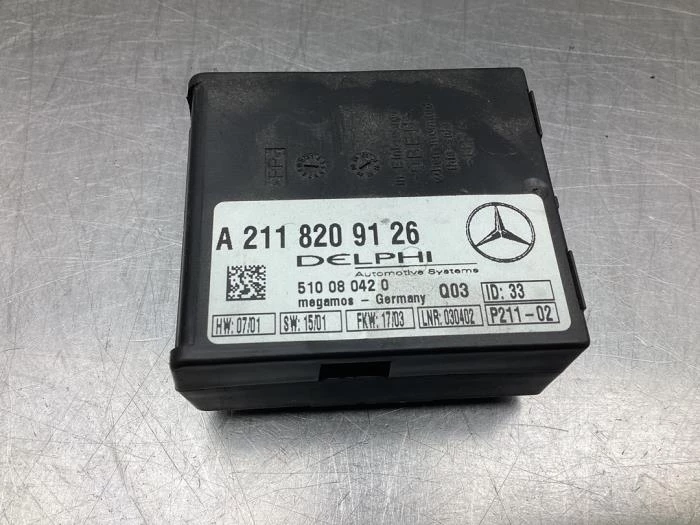 A 211 820 91 26
DELPHI
Automotive Systems
510 08 042 0
megamos - Germany
Q03
ID: 33
HW: 07/01
SW: 15/01
FKW: 17/03
LNR: 030402
P211-02